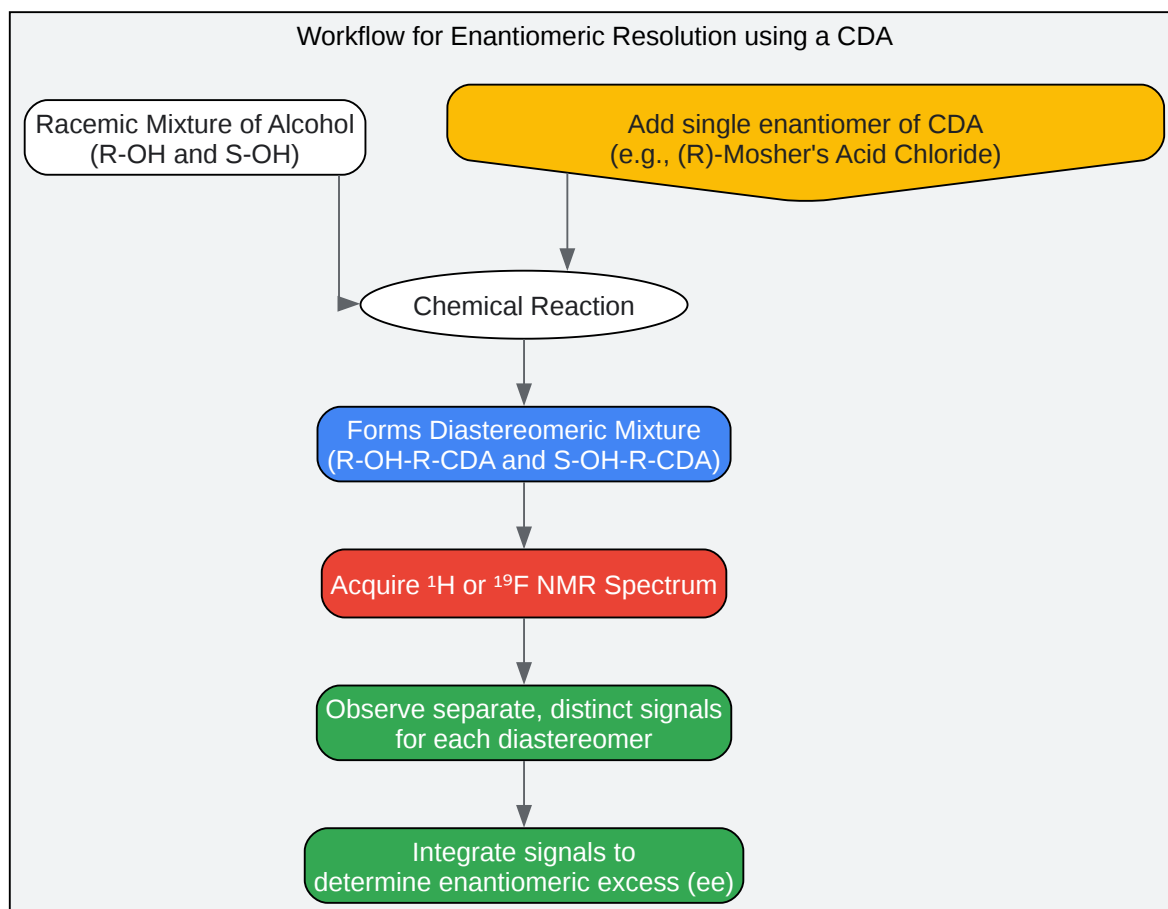 Workflow for Enantiomeric Resolution using a CDA
Racemic Mixture of Alcohol
(R-OH and S-OH)
Add single enantiomer of CDA
(e.g., (R)-Mosher's Acid Chloride)
Chemical Reaction
Forms Diastereomeric Mixture
(R-OH-R-CDA and S-OH-R-CDA)
Acquire ¹H or ¹⁹F NMR Spectrum
Observe separate, distinct signals
for each diastereomer
Integrate signals to
determine enantiomeric excess (ee)